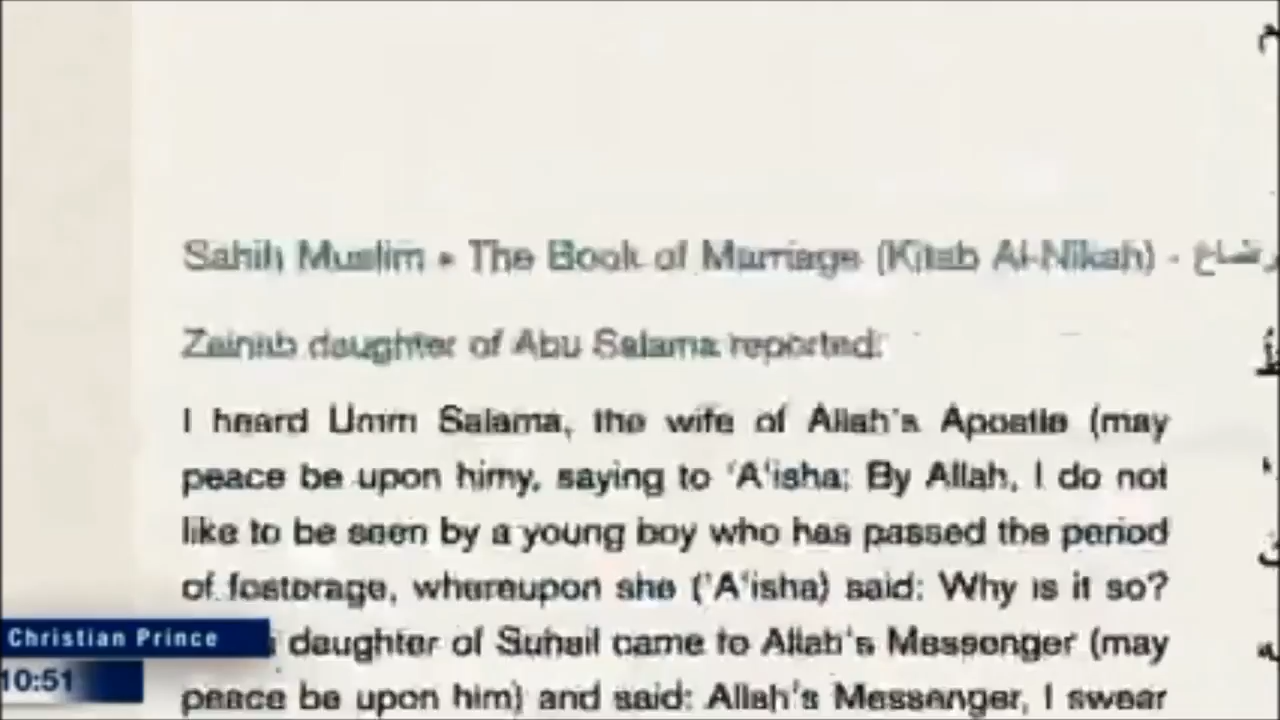 Sahih Muslim » The Book of Marriage (Kitab Al-Nikah) -
Zainab daughter of Abu Salama reported:
I heard Umm Salama, the wife of Allah's Apostle (may
peace be upon himy, saying to 'A'isha; By Allah, I do not
like to be seen by a young boy who has passed the period
of fosterage, whereupon she ('A'isha) said: Why is it so?
daughter of Suhail came to Allah's Messenger (may
peace be upon him) and said: Allah's Messenger, I swear
Christian Prince
10:51